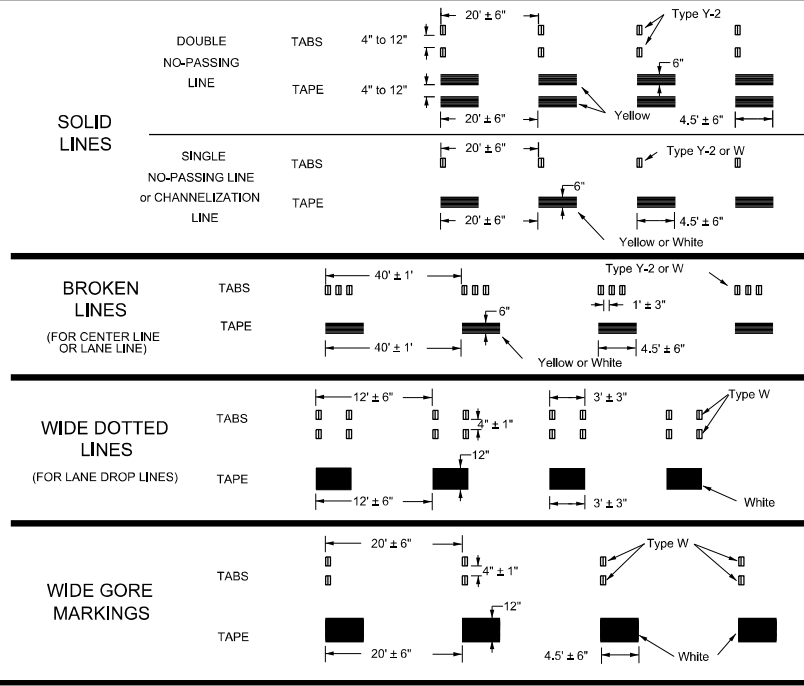 20' ± 6"
Type Y-2
DOUBLE
NO-PASSING
LINE
TABS
4" to 12"
TAPE
4" to 12"
6"
Yellow
20' ± 6"
4.5' ± 6"
SOLID
LINES
SINGLE
NO-PASSING LINE
or CHANNELIZATION
LINE
TABS
20' ± 6"
Type Y-2 or W
TAPE
6"
20' ± 6"
4.5' ± 6"
Yellow or White
BROKEN
LINES
(FOR CENTER LINE
OR LANE LINE)
TABS
40' ± 1'
Type Y-2 or W
1' ± 3"
TAPE
6"
40' ± 1'
4.5' ± 6"
Yellow or White
WIDE DOTTED
LINES
(FOR LANE DROP LINES)
TABS
12' ± 6"
3' ± 3"
Type W
4" ± 1"
TAPE
12"
12' ± 6"
3' ± 3"
White
WIDE GORE
MARKINGS
TABS
20' ± 6"
Type W
4" ± 1"
TAPE
12"
20' ± 6"
4.5' ± 6"
White